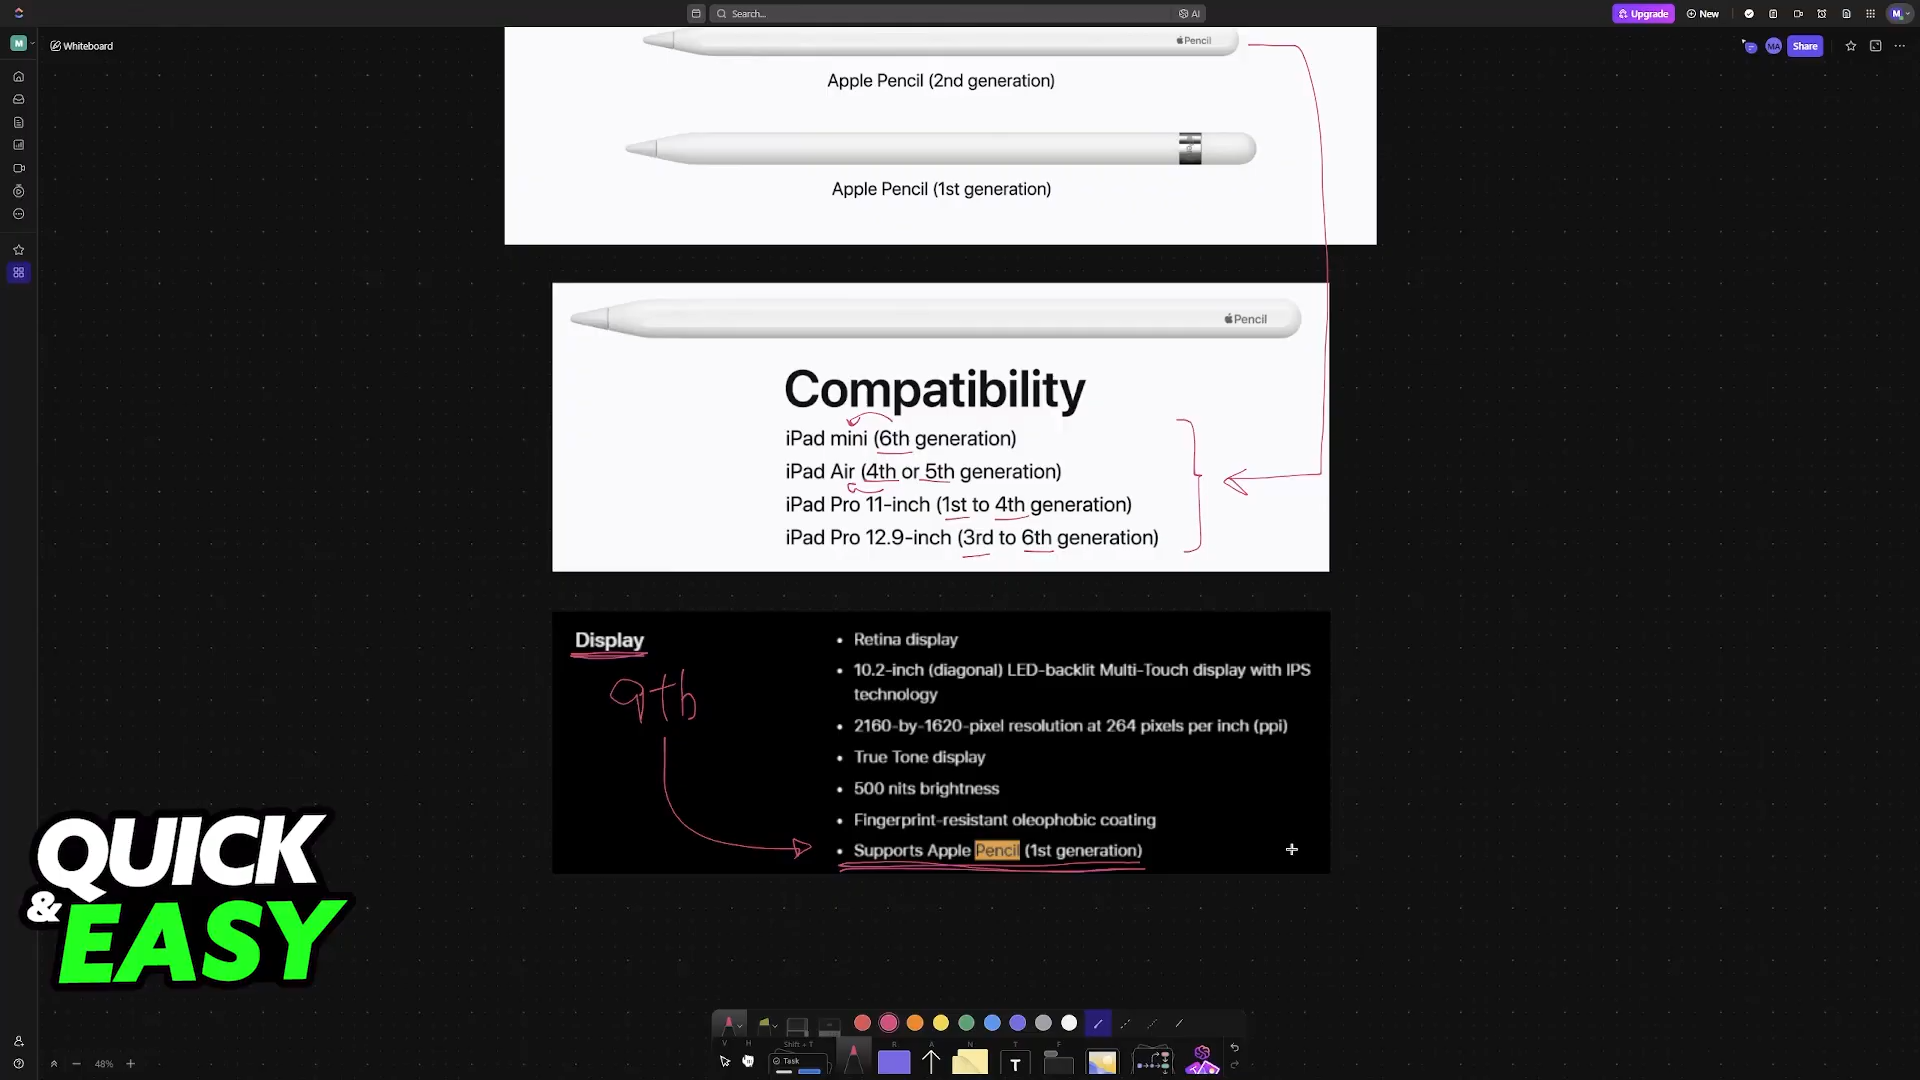 Search...
AI
Upgrade
New
M
M
Whiteboard
MA
Share
Pencil
Apple Pencil (2nd generation)
Apple Pencil (1st generation)
Pencil
Compatibility
iPad mini (6th generation)
iPad Air (4th or 5th generation)
iPad Pro 11-inch (1st to 4th generation)
iPad Pro 12.9-inch (3rd to 6th generation)
Display
9th
• Retina display
• 10.2-inch (diagonal) LED-backlit Multi-Touch display with IPS
technology
• 2160-by-1620-pixel resolution at 264 pixels per inch (ppi)
• True Tone display
• 500 nits brightness
• Fingerprint-resistant oleophobic coating
• Supports Apple Pencil (1st generation)
QUICK
& EASY
V
H
Shift + T
R
A
N
T
F
Task
T
48%